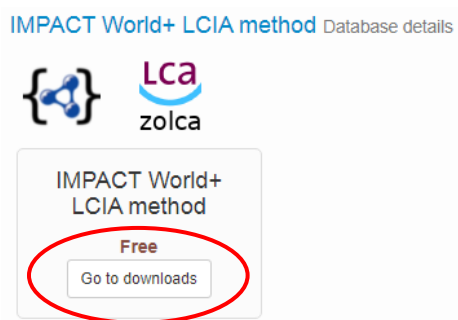 IMPACT World+ LCIA method Database details
{ }
Lca
zolca
IMPACT World+
LCIA method
Free
Go to downloads